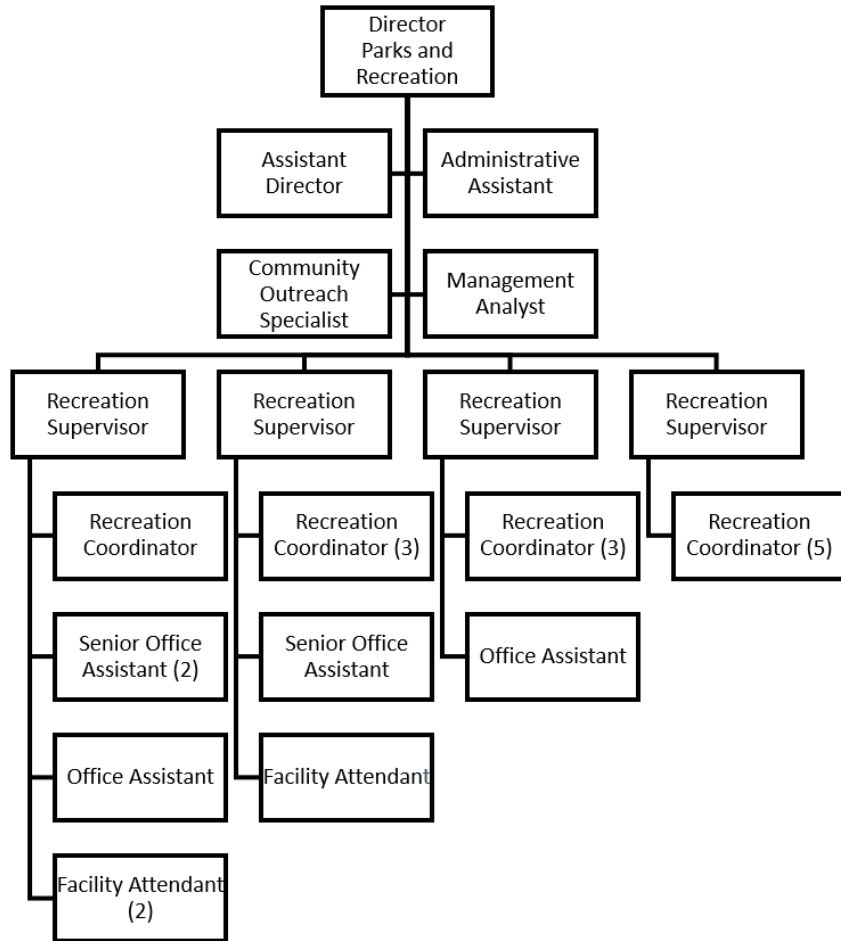 Director
Parks and
Recreation
Assistant
Director
Administrative
Assistant
Community
Outreach
Specialist
Management
Analyst
Recreation
Supervisor
Recreation
Supervisor
Recreation
Supervisor
Recreation
Supervisor
Recreation
Coordinator
Recreation
Coordinator (3)
Recreation
Coordinator (3)
Recreation
Coordinator (5)
Senior Office
Assistant (2)
Senior Office
Assistant
Office Assistant
Office Assistant
Facility Attendant
Facility Attendant
(2)